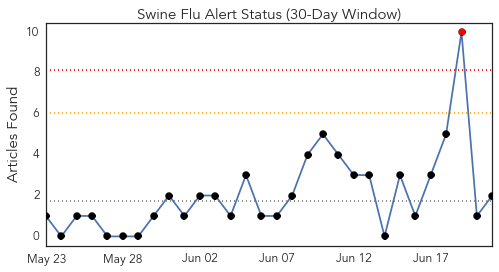 Swine Flu Alert Status (30-Day Window)
Articles Found
10
8
6
4
2
0
May 23
May 28
Jun 02
Jun 07
Jun 12
Jun 17